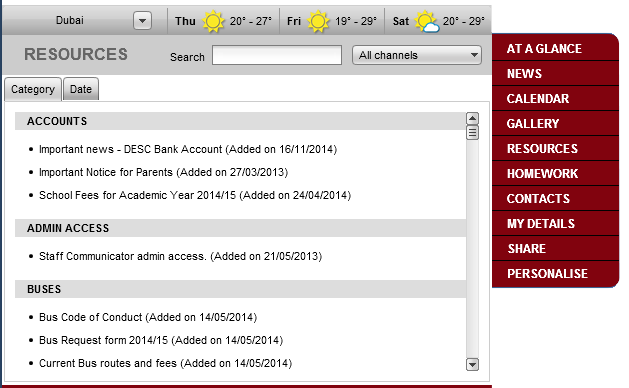 Dubai
Thu 20° - 27°
Fri 19° - 29°
Sat 20° - 29°
RESOURCES
Search
All channels
Category
Date
ACCOUNTS
• Important news - DESC Bank Account (Added on 16/11/2014)
• Important Notice for Parents (Added on 27/03/2013)
• School Fees for Academic Year 2014/15 (Added on 24/04/2014)
ADMIN ACCESS
• Staff Communicator admin access. (Added on 21/05/2013)
BUSES
• Bus Code of Conduct (Added on 14/05/2014)
• Bus Request form 2014/15 (Added on 14/05/2014)
• Current Bus routes and fees (Added on 14/05/2014)
AT A GLANCE
NEWS
CALENDAR
GALLERY
RESOURCES
HOMEWORK
CONTACTS
MY DETAILS
SHARE
PERSONALISE